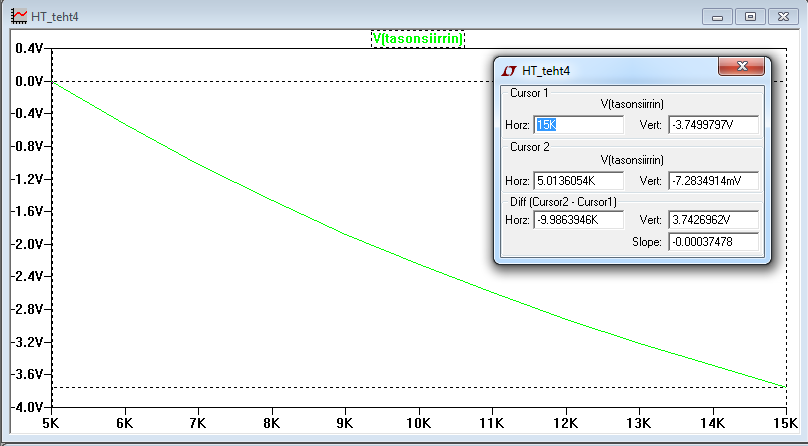 HT_teht4
V(tasonsiirrin)
0.4V
0.0V
-0.4V
-0.8V
-1.2V
-1.6V
-2.0V
-2.4V
-2.8V
-3.2V
-3.6V
-4.0V
5K 6K 7K 8K 9K 10K 11K 12K 13K 14K 15K
HT_teht4
Cursor 1
V(tasonsiirrin)
Horz: 15K Vert: -3.7499797V
Cursor 2
V(tasonsiirrin)
Horz: 5.0136054K Vert: -7.2834914mV
Diff (Cursor2 - Cursor1)
Horz: -9.9863946K Vert: 3.7426962V
Slope: -0.00037478